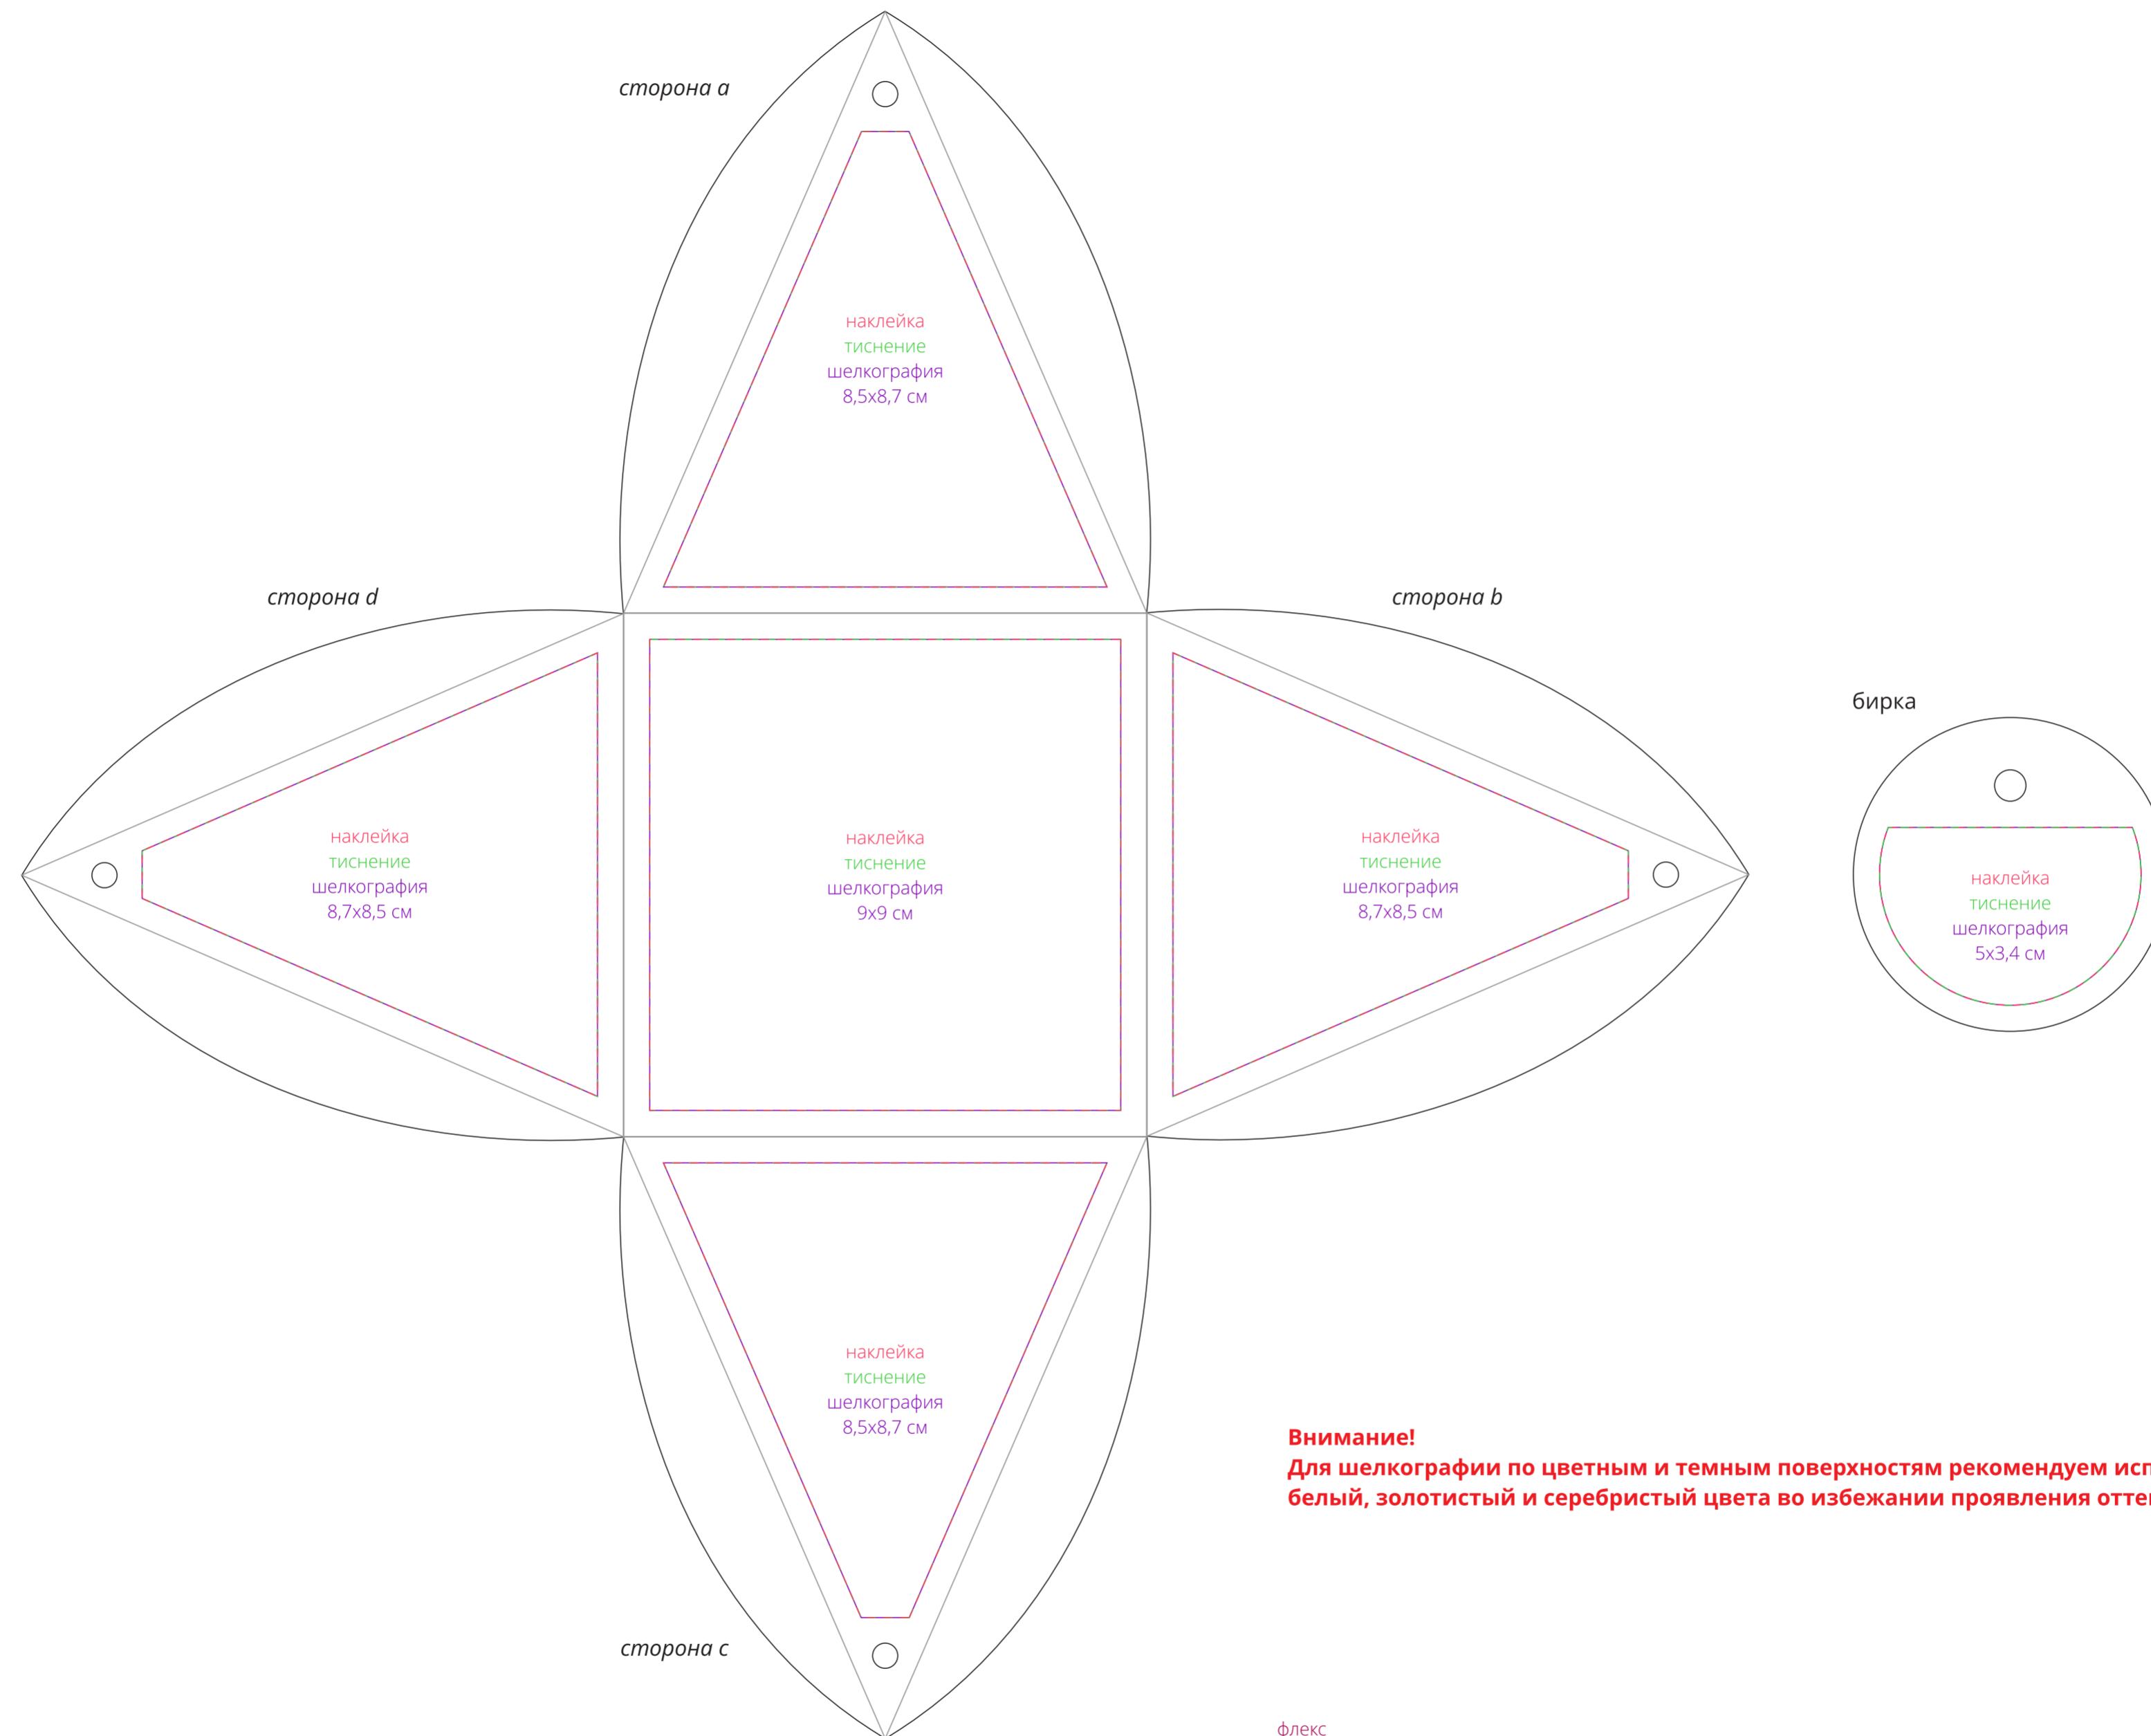 сторона a
наклейка
тиснение
шелкография
8,5х8,7 см
сторона d
сторона b
бирка
наклейка
тиснение
шелкография
8,7х8,5 см
наклейка
тиснение
шелкография
9х9 см
наклейка
тиснение
шелкография
8,7х8,5 см
наклейка
тиснение
шелкография
5х3,4 см
наклейка
тиснение
шелкография
8,5х8,7 см
Внимание!
Для шелкографии по цветным и темным поверхностям рекомендуем
белый, золотистый и серебристый цвета во избежании проявления
сторона c
флекс